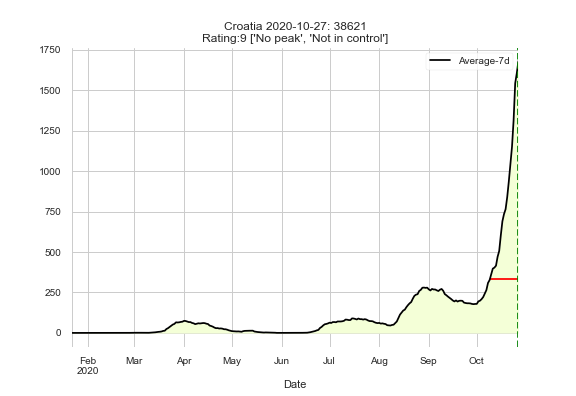 Croatia 2020-10-27: 38621
Rating:9 ['No peak', 'Not in control']
Average-7d
1750
1500
1250
1000
750
500
250
0
Feb Mar Apr May Jun Jul Aug Sep Oct
2020
Date